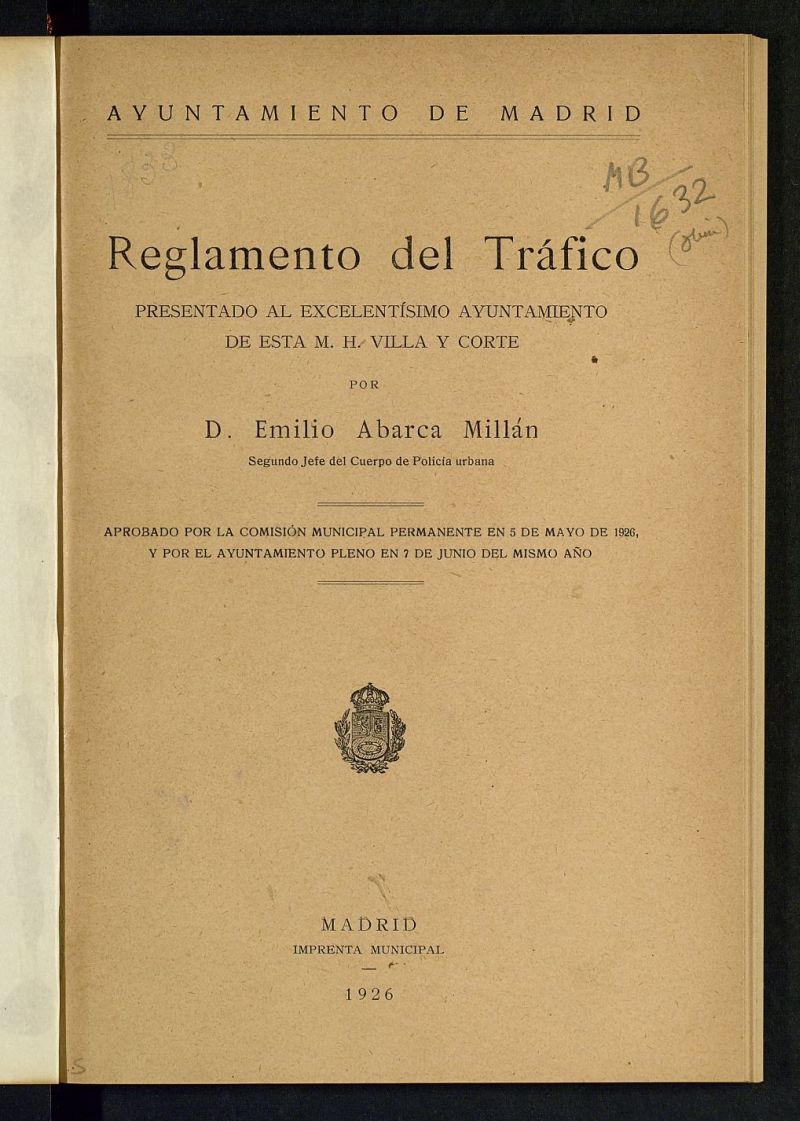 AYUNTAMIENTO DE MADRID
1833
MB
1632
Reglamento del Tráfico
PRESENTADO AL EXCELENTÍSIMO AYUNTAMIENTO
DE ESTA M. H. VILLA Y CORTE
POR
D. Emilio Abarca Millán
Segundo Jefe del Cuerpo de Policía urbana
APROBADO POR LA COMISIÓN MUNICIPAL PERMANENTE EN 5 DE MAYO DE 1926,
Y POR EL AYUNTAMIENTO PLENO EN 7 DE JUNIO DEL MISMO AÑO
MADRID
IMPRENTA MUNICIPAL
—
1926